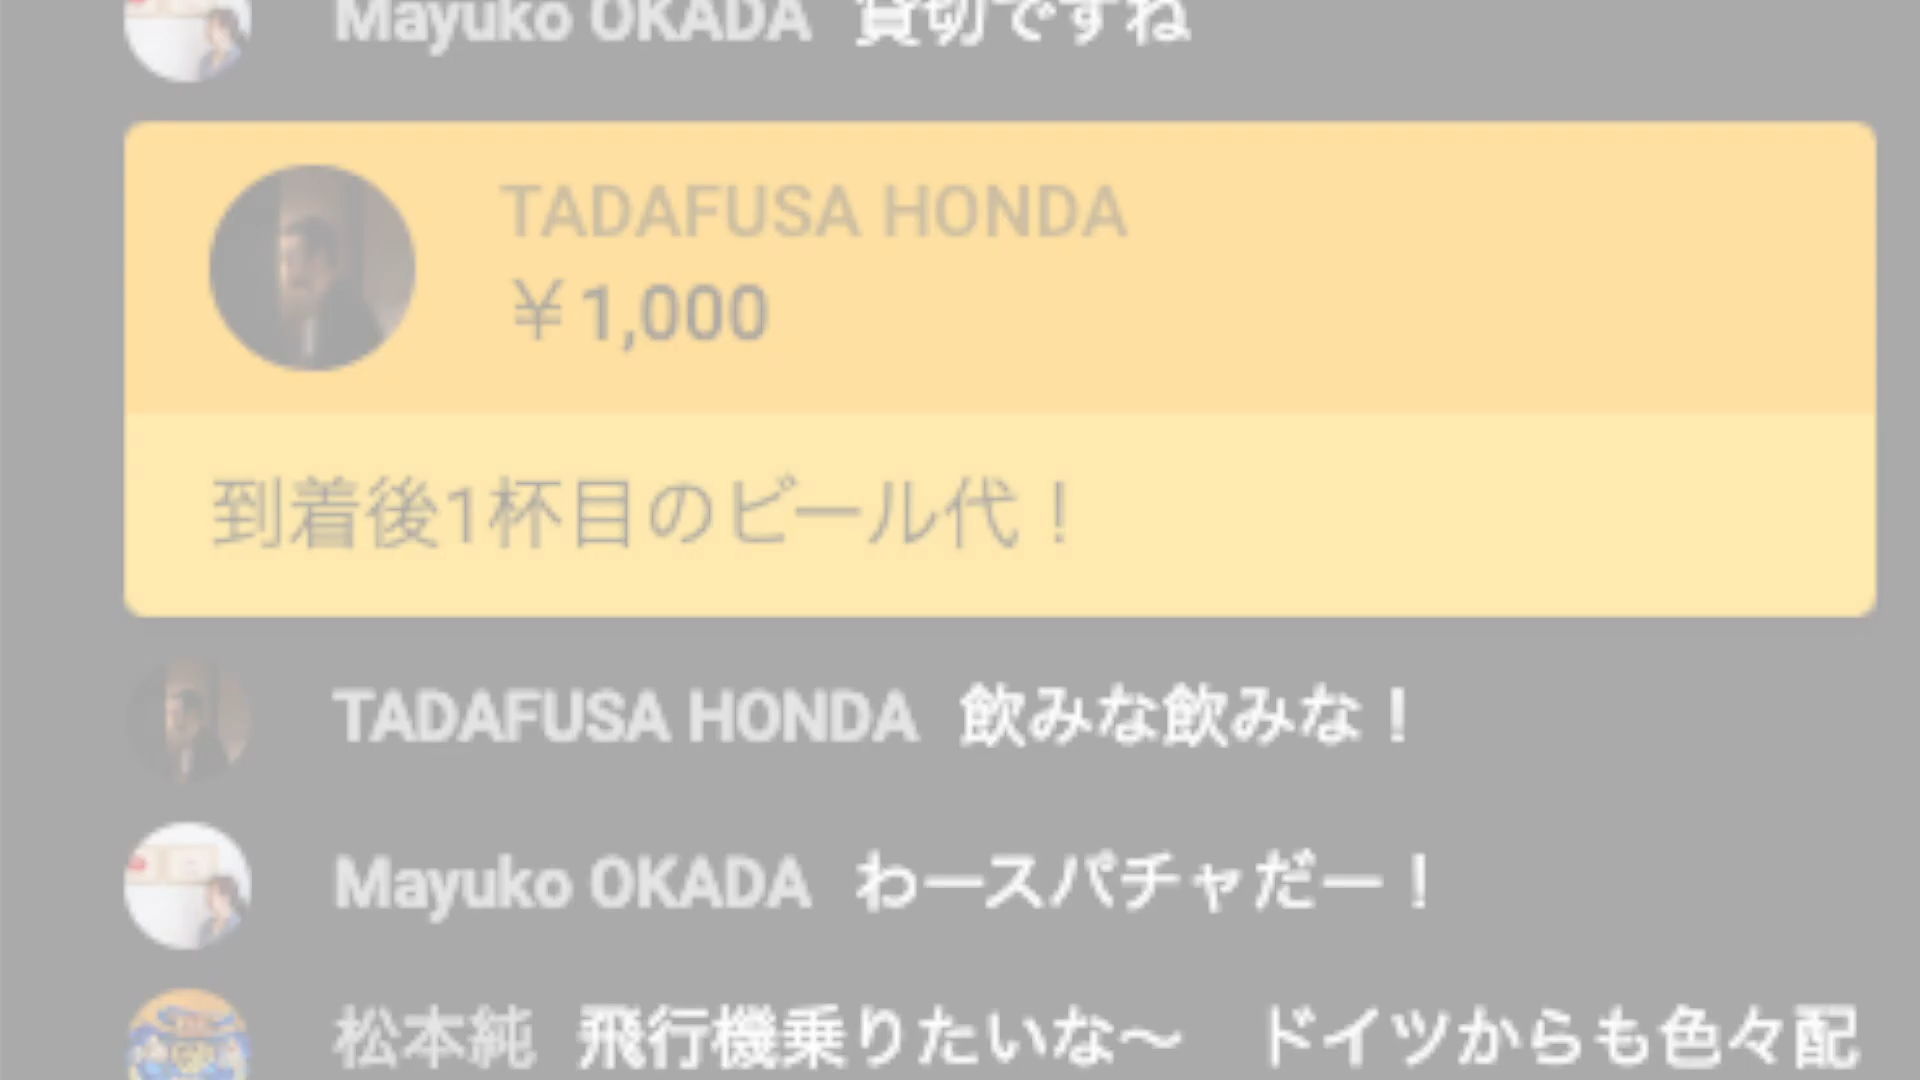 Mayuko OKADA 貸切ですね
TADAFUSA HONDA
￥1,000
到着後1杯目のビール代！
TADAFUSA HONDA 飲みな飲みな！
Mayuko OKADA わースパチャだー！
松本純 飛行機乗りたいな〜　ドイツからも色々配